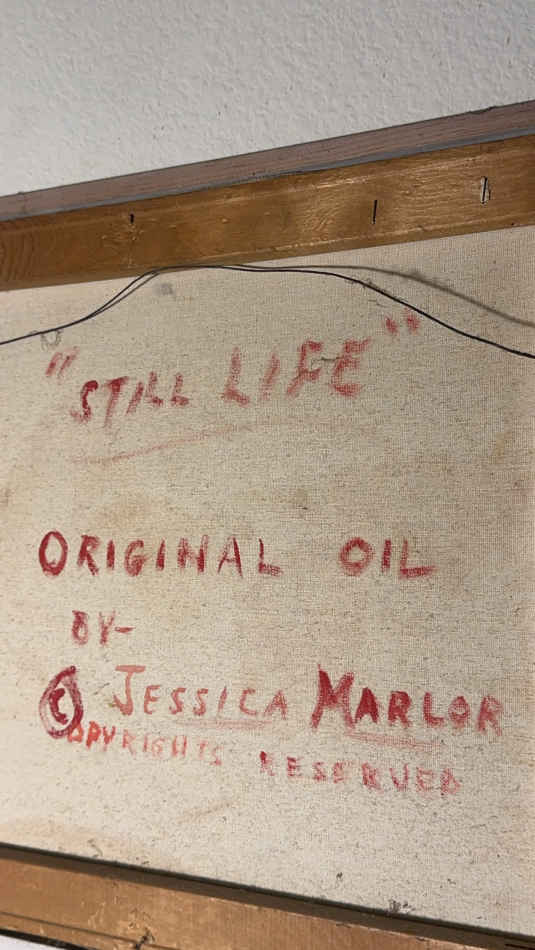 "STILL LIFE"
ORIGINAL OIL
BY-
© JESSICA MARLOR
COPYRIGHTS RESERVED